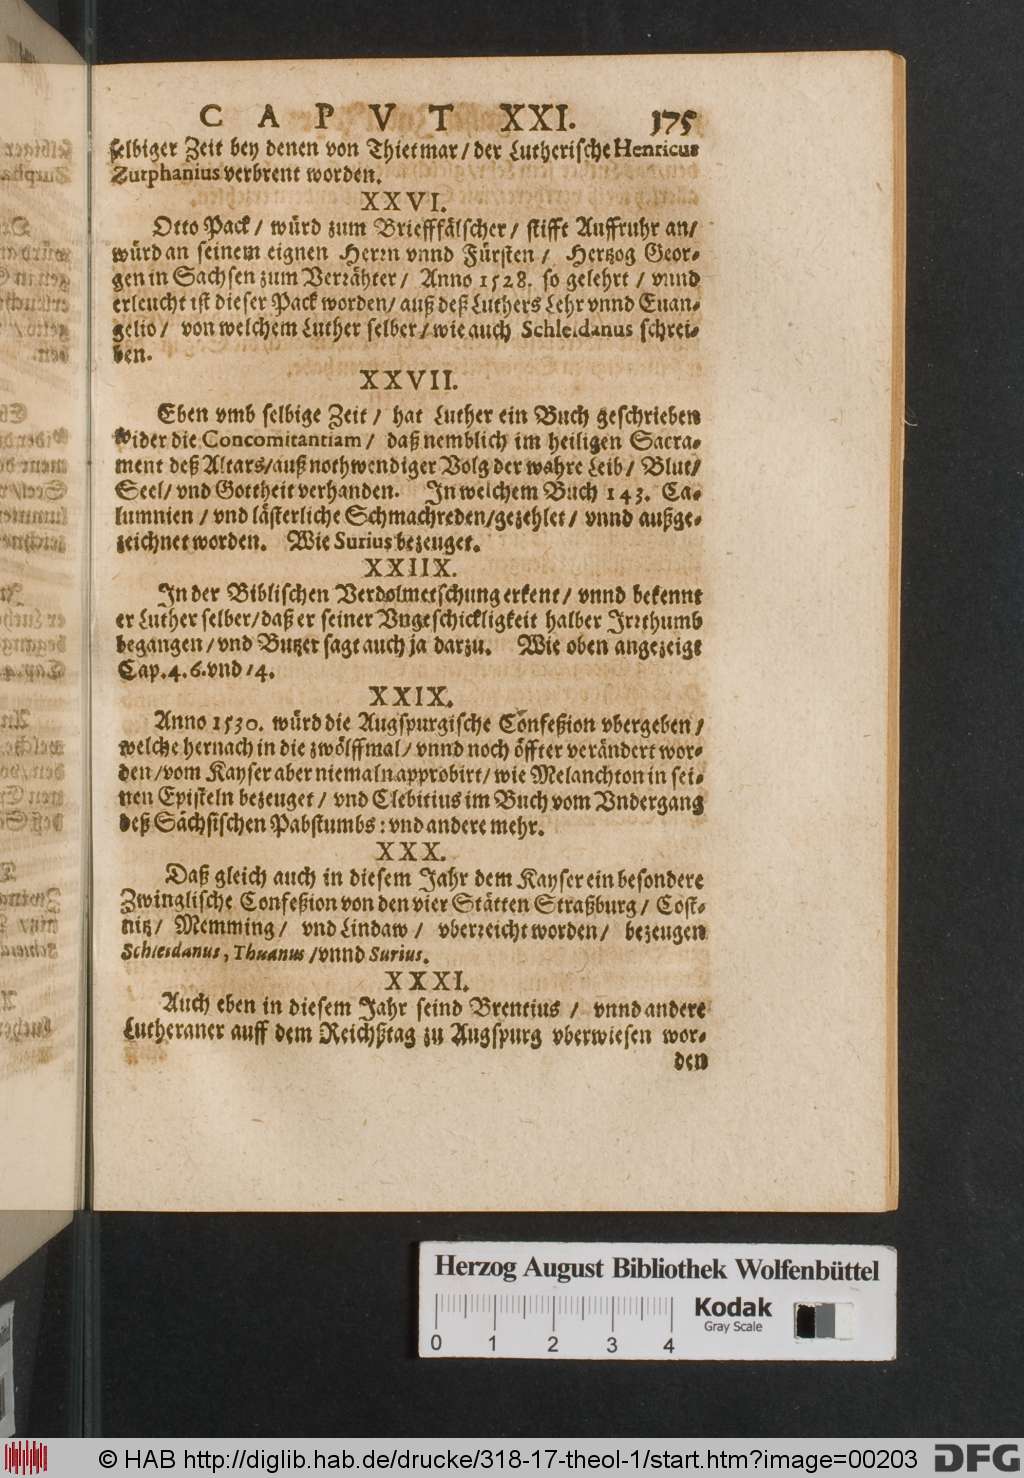 CAPVT XXI. 175
selbiger Zeit bey denen von Thietmar / der Lutherische Henricus
Zutphanius verbrent worden.
XXVI.
Otto Pack / würd zum Briefffälscher / stifft Auffruhr an /
würd an seinem eignen Herrn vnnd Fürsten / Hertzog Geor-
gen in Sachsen zum Verrähter / Anno 1528. so gelehrt / vnnd
erleucht ist dieser Pack worden / auß deß Luthers Lehr vnnd Euan-
gelio / von welchem Luther selber / wie auch Schleidanus schrei-
ben.
XXVII.
Eben vmb selbige Zeit / hat Luther ein Buch geschrieben
wider die Concomitantiam / daß nemblich im heiligen Sacra-
ment deß Altars / auß nothwendiger Volg der wahre Leib / Blut /
Seel / vnd Gottheit verhanden. In welchem Buch 143. Ca-
lumnien / vnd lästerliche Schmachreden / gezehlet / vnnd außge-
zeichnet worden. Wie Surius bezeuget.
XXIIX.
In der Biblischen Verdolmetschung erkent / vnnd bekennt
er Luther selber / daß er seiner Vngeschickligkeit halber Irrthumb
begangen / vnd Butzer sagt auch ja darzu. Wie oben angezeigt
Cap. 4. 6. vnd 14.
XXIX.
Anno 1530. würd die Augspurgische Confeßion vbergeben /
welche hernach in die zwölffmal / vnnd noch öffter verändert wor-
den / vom Kayser aber niemaln approbirt / wie Melanchton in sei-
nen Episteln bezeuget / vnd Clebitius im Buch vom Vndergang
deß Sächsischen Pabstumbs : vnd andere mehr.
XXX.
Daß gleich auch in diesem Jahr dem Kayser ein besondere
Zwinglische Confeßion von den vier Stätten Straßburg / Cost-
nitz / Memming / vnd Lindaw / vberreicht worden / bezeugen
Schleidanus, Thuanus / vnnd Surius.
XXXI.
Auch eben in diesem Jahr seind Brentius / vnnd andere
Lutheraner auff dem Reichßtag zu Augspurg vberwiesen wor-
den
Herzog August Bibliothek Wolfenbüttel
Kodak
Gray Scale
0 1 2 3 4
© HAB http://diglib.hab.de/drucke/318-17-theol-1/start.htm?image=00203 DFG